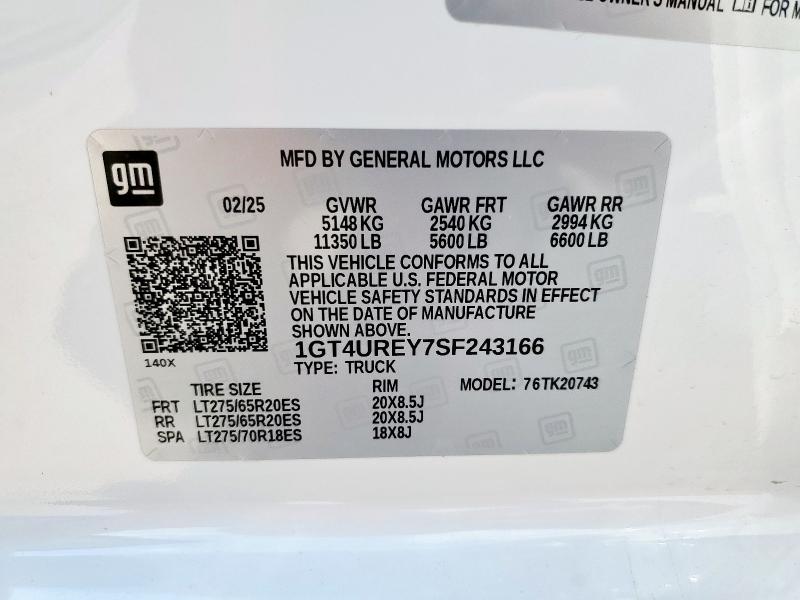 OWNER'S MANUAL FOR M
gm
MFD BY GENERAL MOTORS LLC
02/25 GVWR GAWR FRT GAWR RR
5148 KG 2540 KG 2994 KG
11350 LB 5600 LB 6600 LB
THIS VEHICLE CONFORMS TO ALL
APPLICABLE U.S. FEDERAL MOTOR
VEHICLE SAFETY STANDARDS IN EFFECT
ON THE DATE OF MANUFACTURE
SHOWN ABOVE.
140X
1GT4UREY7SF243166
TYPE: TRUCK
TIRE SIZE RIM MODEL: 76TK20743
FRT LT275/65R20ES 20X8.5J
RR LT275/65R20ES 20X8.5J
SPA LT275/70R18ES 18X8J